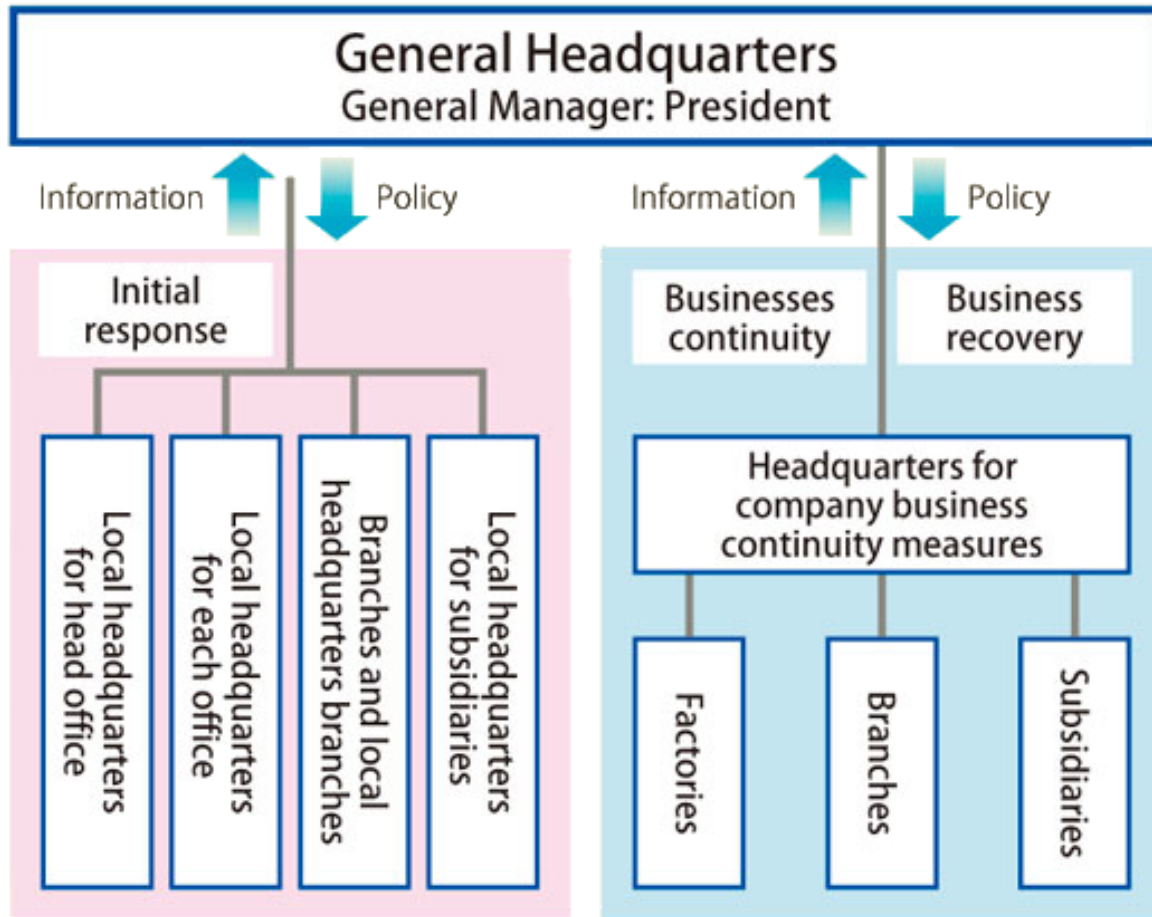 General Headquarters
General Manager: President
Information
Policy
Information
Policy
Initial
response
Businesses
continuity
Business
recovery
Local headquarters
for head office
Local headquarters
for each office
Branches and local
headquarters branches
Local headquarters
for subsidiaries
Headquarters for
company business
continuity measures
Factories
Branches
Subsidiaries